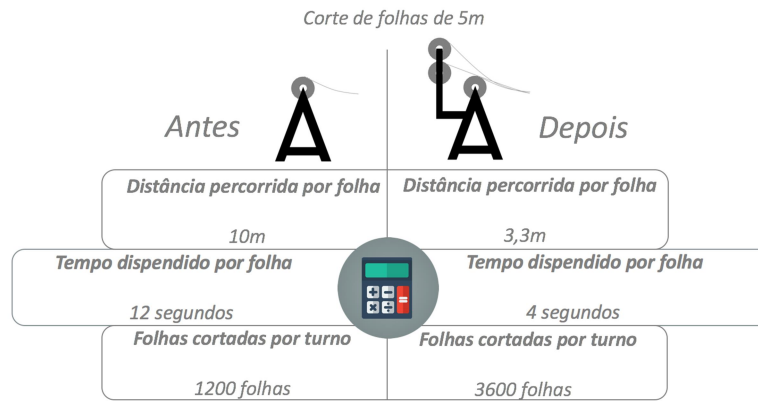 Corte de folhas de 5m
Antes
Depois
Distância percorrida por folha
10m
Distância percorrida por folha
3,3m
Tempo dispendido por folha
12 segundos
Tempo dispendido por folha
4 segundos
Folhas cortadas por turno
1200 folhas
Folhas cortadas por turno
3600 folhas